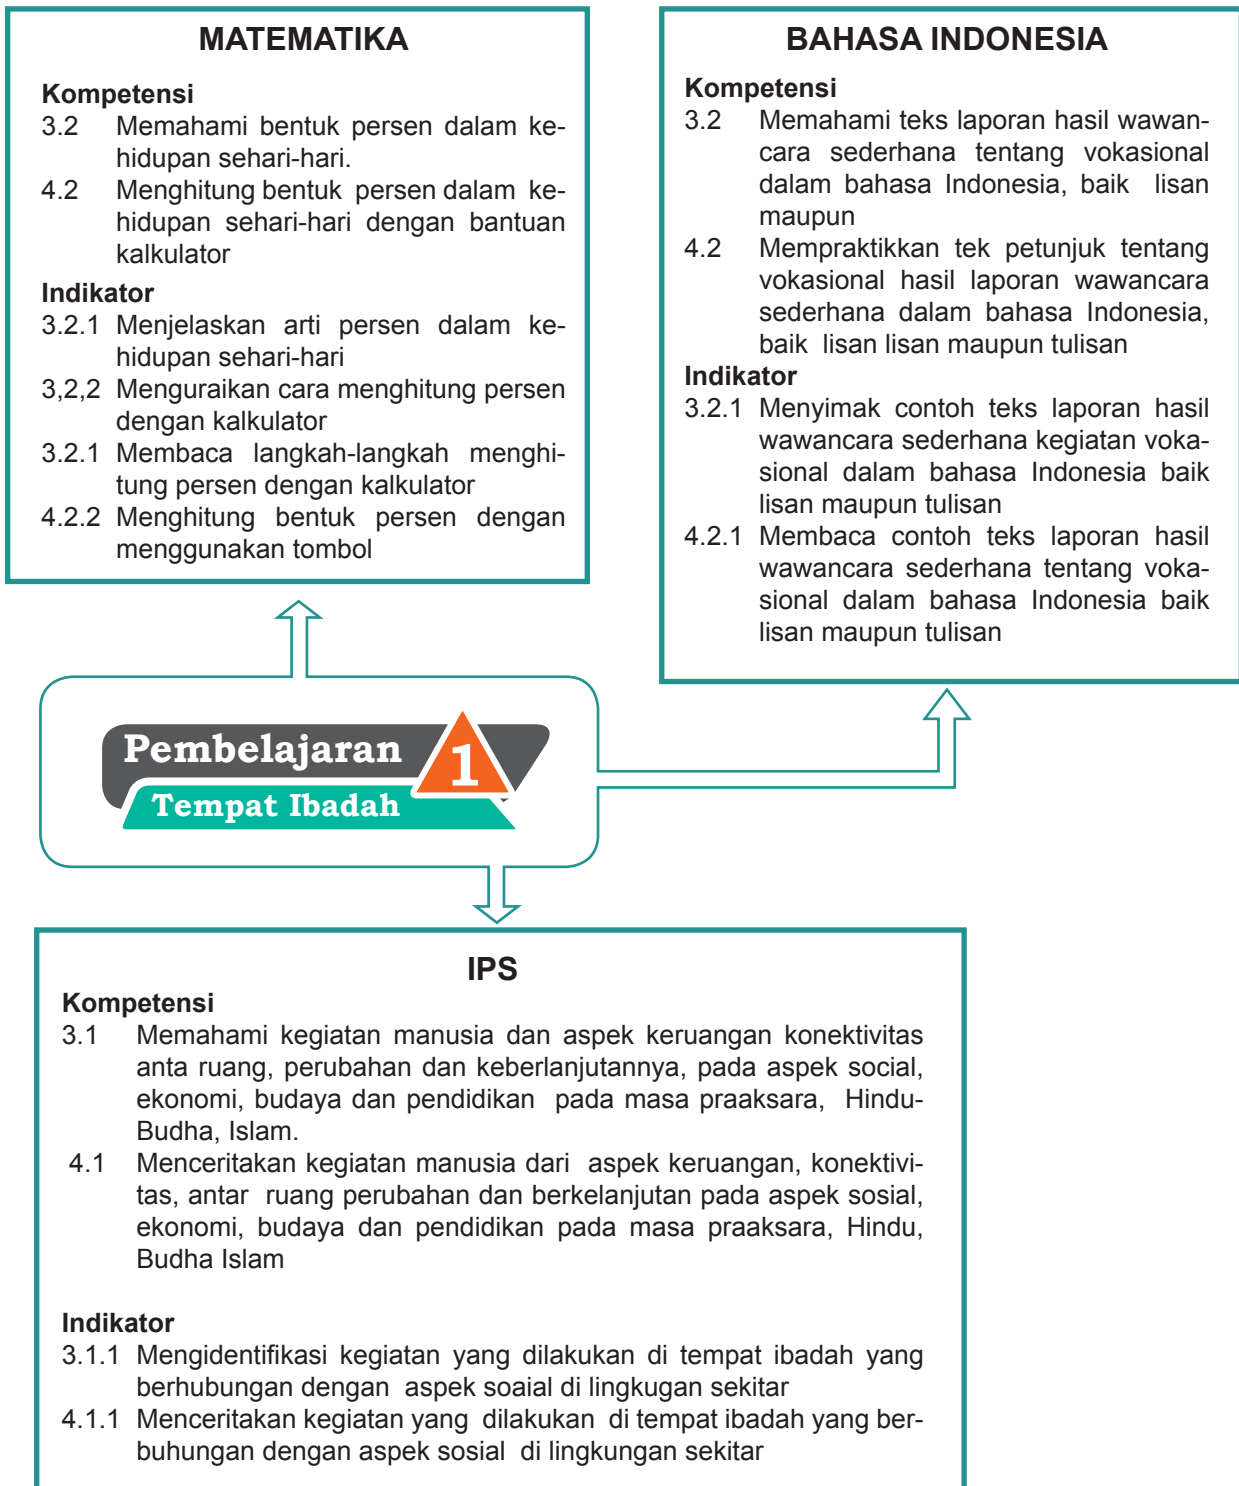 MATEMATIKA
Kompetensi
3.2 Memahami bentuk persen dalam ke-
hidupan sehari-hari.
4.2 Menghitung bentuk persen dalam ke-
hidupan sehari-hari dengan bantuan
kalkulator
Indikator
3.2.1 Menjelaskan arti persen dalam ke-
hidupan sehari-hari
3,2,2 Menguraikan cara menghitung persen
dengan kalkulator
3.2.1 Membaca langkah-langkah menghi-
tung persen dengan kalkulator
4.2.2 Menghitung bentuk persen dengan
menggunakan tombol
BAHASA INDONESIA
Kompetensi
3.2 Memahami teks laporan hasil wawan-
cara sederhana tentang vokasional
dalam bahasa Indonesia, baik lisan
maupun
4.2 Mempraktikkan tek petunjuk tentang
vokasional hasil laporan wawancara
sederhana dalam bahasa Indonesia,
baik lisan lisan maupun tulisan
Indikator
3.2.1 Menyimak contoh teks laporan hasil
wawancara sederhana kegiatan voka-
sional dalam bahasa Indonesia baik
lisan maupun tulisan
4.2.1 Membaca contoh teks laporan hasil
wawancara sederhana tentang voka-
sional dalam bahasa Indonesia baik
lisan maupun tulisan
Pembelajaran 1
Tempat Ibadah
IPS
Kompetensi
3.1 Memahami kegiatan manusia dan aspek keruangan konektivitas
anta ruang, perubahan dan keberlanjutannya, pada aspek social,
ekonomi, budaya dan pendidikan pada masa praaksara, Hindu-
Budha, Islam.
4.1 Menceritakan kegiatan manusia dari aspek keruangan, konektivi-
tas, antar ruang perubahan dan berkelanjutan pada aspek sosial,
ekonomi, budaya dan pendidikan pada masa praaksara, Hindu,
Budha Islam
Indikator
3.1.1 Mengidentifikasi kegiatan yang dilakukan di tempat ibadah yang
berhubungan dengan aspek soaial di lingkugan sekitar
4.1.1 Menceritakan kegiatan yang dilakukan di tempat ibadah yang ber-
buhungan dengan aspek sosial di lingkungan sekitar